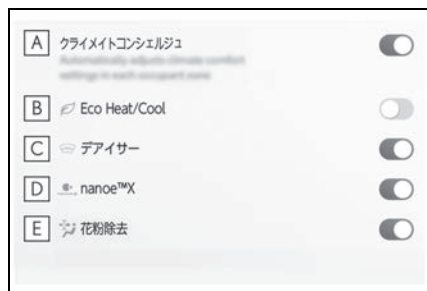 A クライメイトコンシェルジュ
Automatically adjusts climate comfort
settings in each occupant zone
B Eco Heat/Cool
C デアイサー
D nanoe™X
E 花粉除去